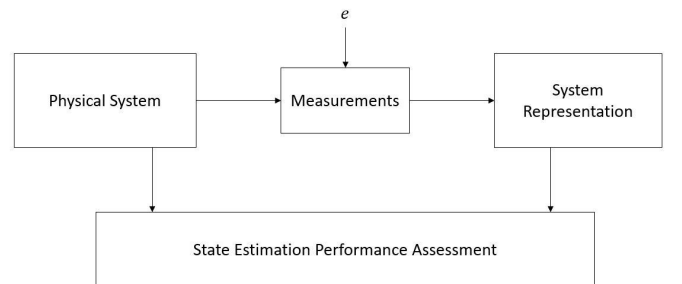 e
Physical System
Measurements
System
Representation
State Estimation Performance Assessment